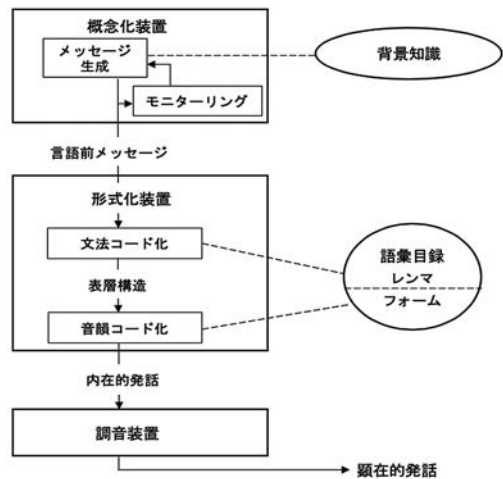 概念化装置
メッセージ
生成
背景知識
モニターリング
言語前メッセージ
形式化装置
文法コード化
語彙目録
レンマ
表層構造
フォーム
音韻コード化
内在的発話
調音装置
顕在的発話